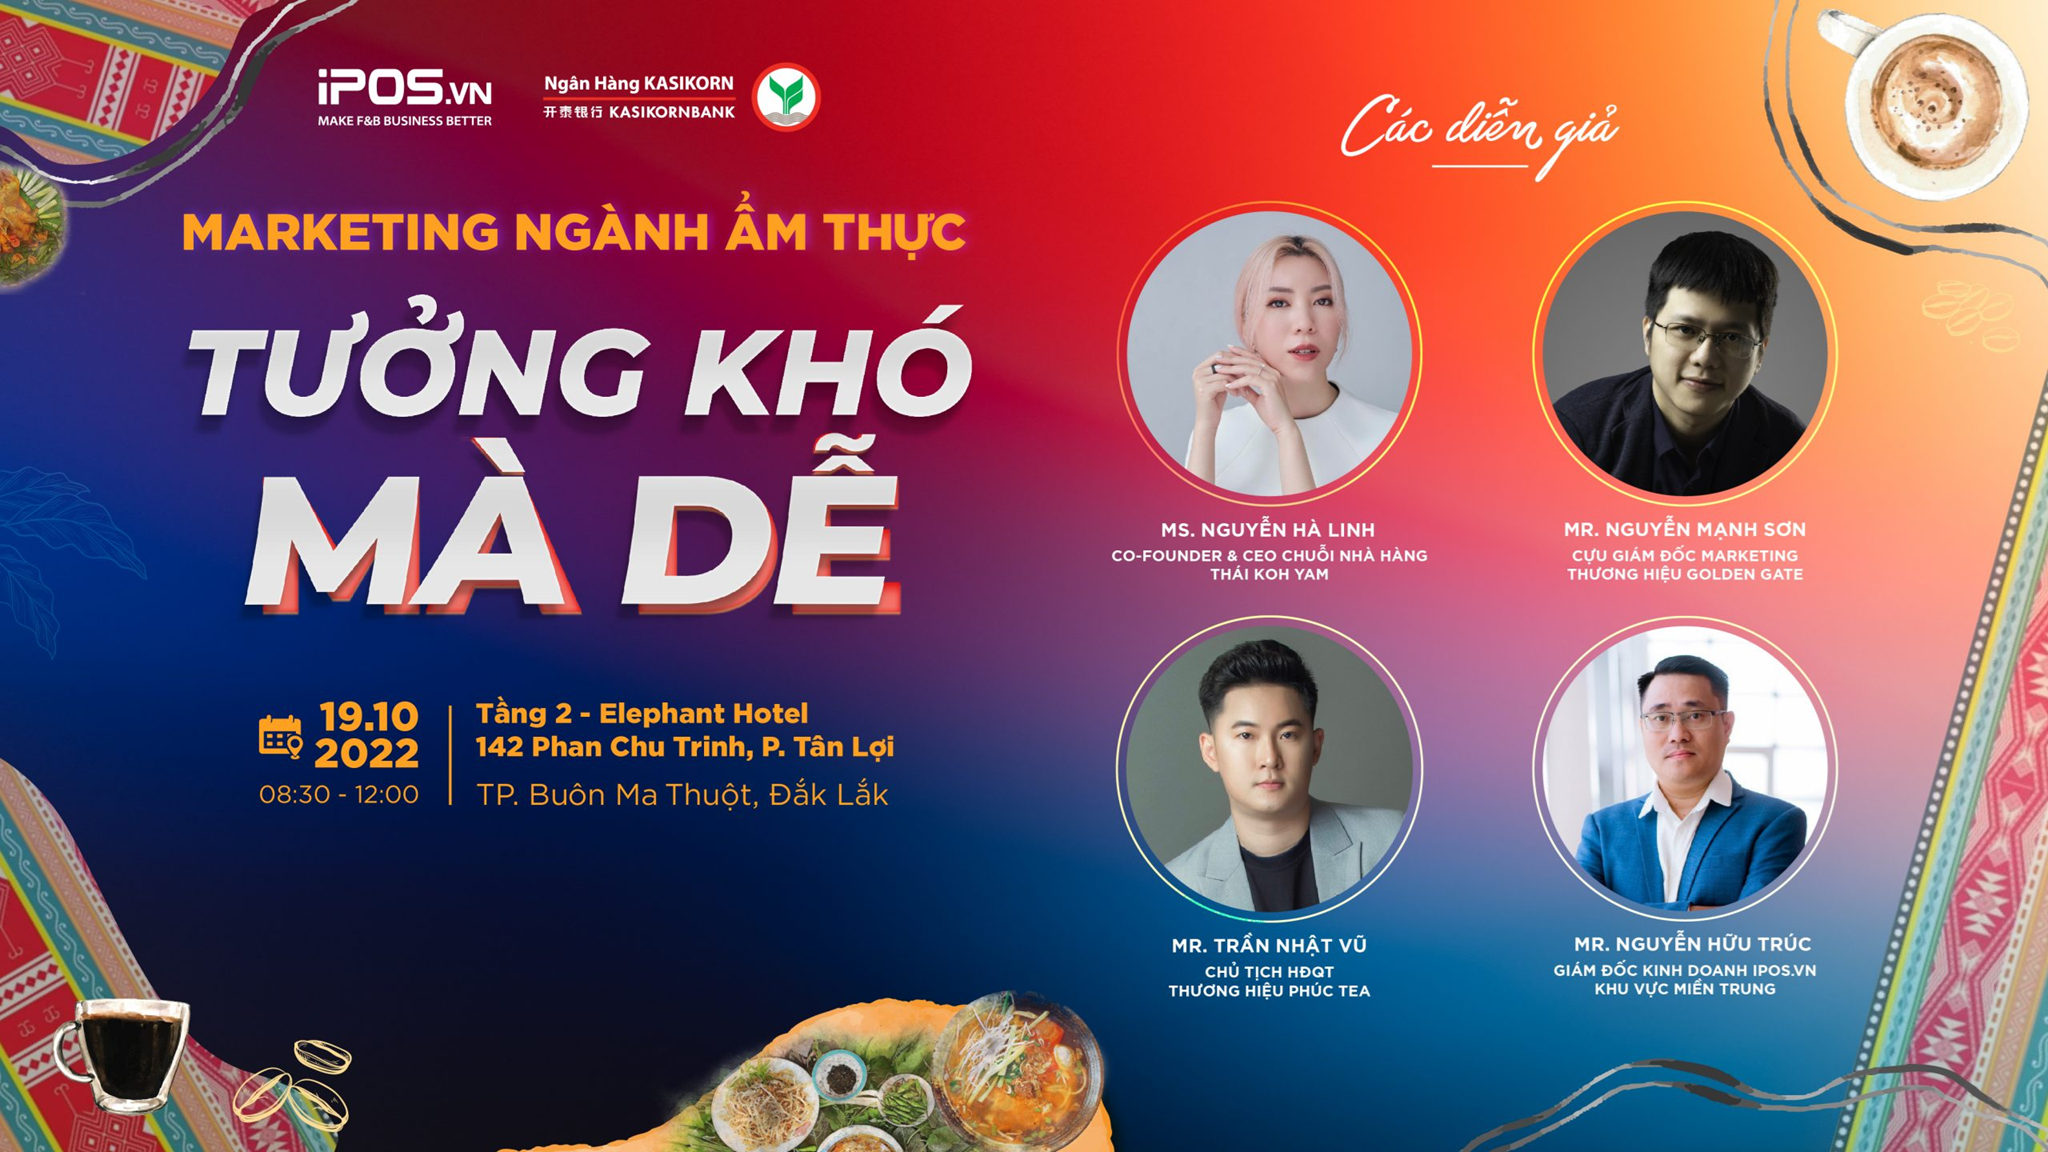 iPOS.VN
MAKE F&B BUSINESS BETTER
Ngân Hàng KASIKORN
开泰银行 KASIKORNBANK
MARKETING NGÀNH ẨM THỰC
TƯỞNG KHÓ
MÀ DỄ
19.10
2022
08:30 - 12:00
Tầng 2 - Elephant Hotel
142 Phan Chu Trinh, P. Tân Lợi
TP. Buôn Ma Thuột, Đắk Lắk
Các diễn giả
MS. NGUYỄN HÀ LINH
CO-FOUNDER & CEO CHUỖI NHÀ HÀNG
THÁI KOH YAM
MR. NGUYỄN MẠNH SƠN
CỰU GIÁM ĐỐC MARKETING
THƯƠNG HIỆU GOLDEN GATE
MR. TRẦN NHẬT VŨ
CHỦ TỊCH HĐQT
THƯƠNG HIỆU PHÚC TEA
MR. NGUYỄN HỮU TRÚC
GIÁM ĐỐC KINH DOANH IPOS.VN
KHU VỰC MIỀN TRUNG